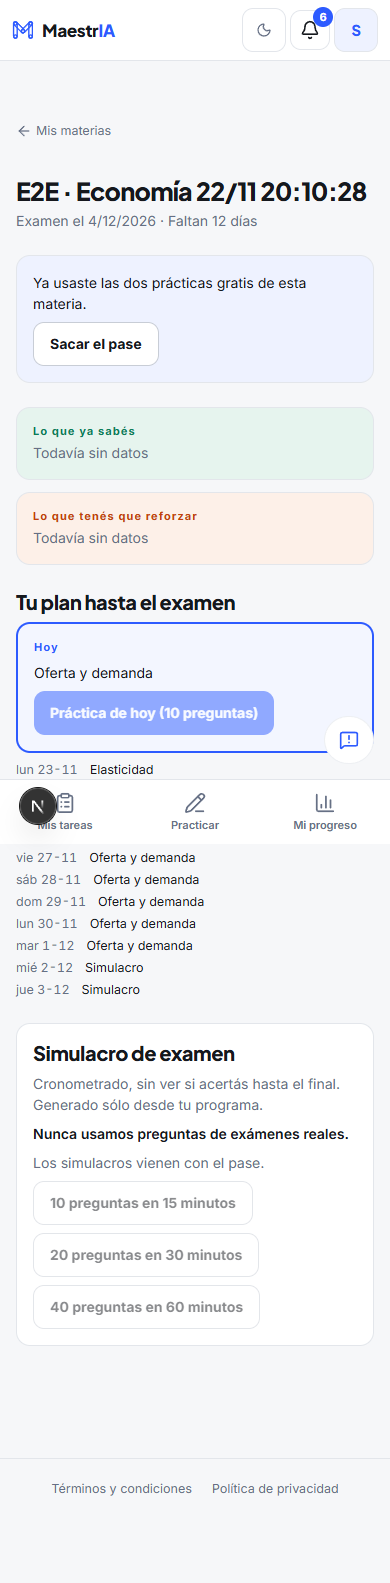 MaestrIA
6
S
← Mis materias
E2E · Economía 22/11 20:10:28
Examen el 4/12/2026 · Faltan 12 días
Ya usaste las dos prácticas gratis de esta
materia.
Sacar el pase
Lo que ya sabés
Todavía sin datos
Lo que tenés que reforzar
Todavía sin datos
Tu plan hasta el examen
Hoy
Oferta y demanda
Práctica de hoy (10 preguntas)
lun 23-11 Elasticidad
N
Mis tareas Practicar Mi progreso
vie 27-11 Oferta y demanda
sáb 28-11 Oferta y demanda
dom 29-11 Oferta y demanda
lun 30-11 Oferta y demanda
mar 1-12 Oferta y demanda
mié 2-12 Simulacro
jue 3-12 Simulacro
Simulacro de examen
Cronometrado, sin ver si acertás hasta el final.
Generado sólo desde tu programa.
Nunca usamos preguntas de exámenes reales.
Los simulacros vienen con el pase.
10 preguntas en 15 minutos
20 preguntas en 30 minutos
40 preguntas en 60 minutos
Términos y condiciones Política de privacidad